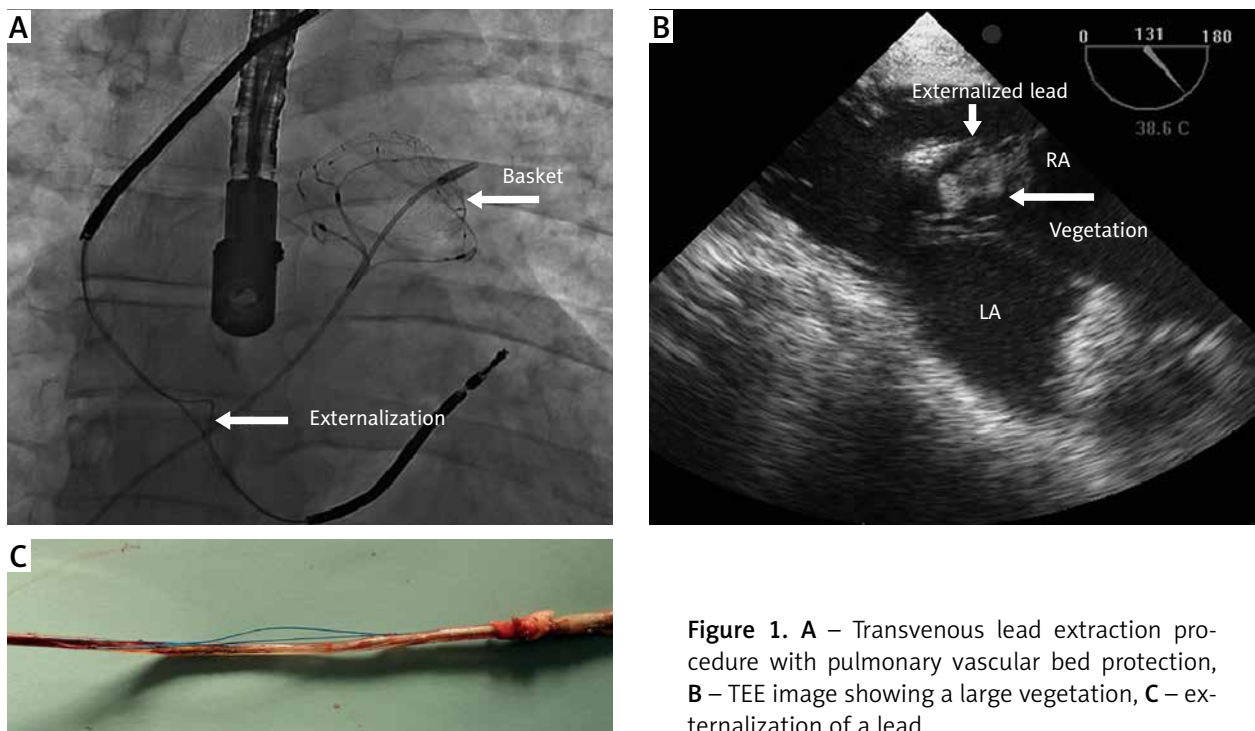 A
Basket
Externalization
B
0 131 180
Externalized lead
38.6 C
RA
Vegetation
LA
C
Figure 1. A – Transvenous lead extraction pro-
cedure with pulmonary vascular bed protection,
B – TEE image showing a large vegetation, C – ex-
ternalization of a lead